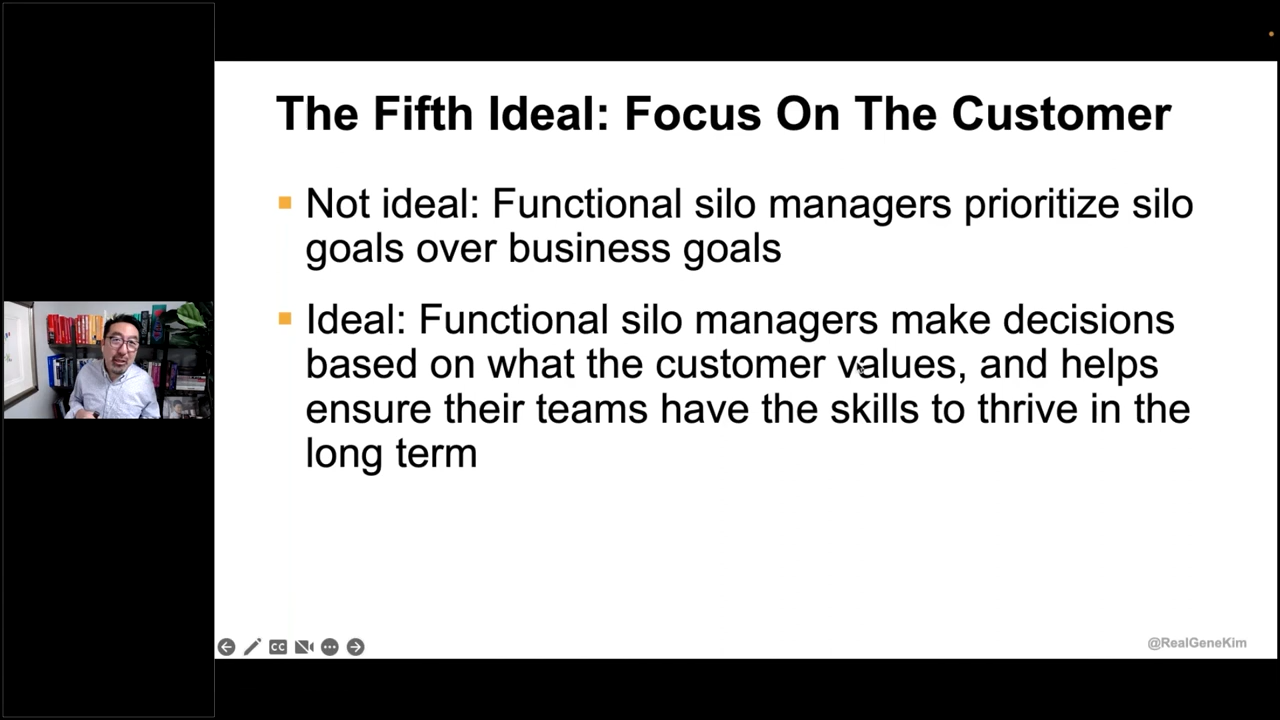 The Fifth Ideal: Focus On The Customer
Not ideal: Functional silo managers prioritize silo
goals over business goals
Ideal: Functional silo managers make decisions
based on what the customer values, and helps
ensure their teams have the skills to thrive in the
long term
CC
@RealGeneKim